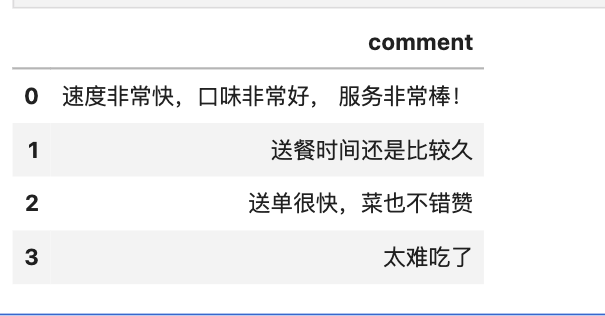 comment
0 速度非常快，口味非常好， 服务非常棒！
1 送餐时间还是比较久
2 送单很快，菜也不错赞
3 太难吃了